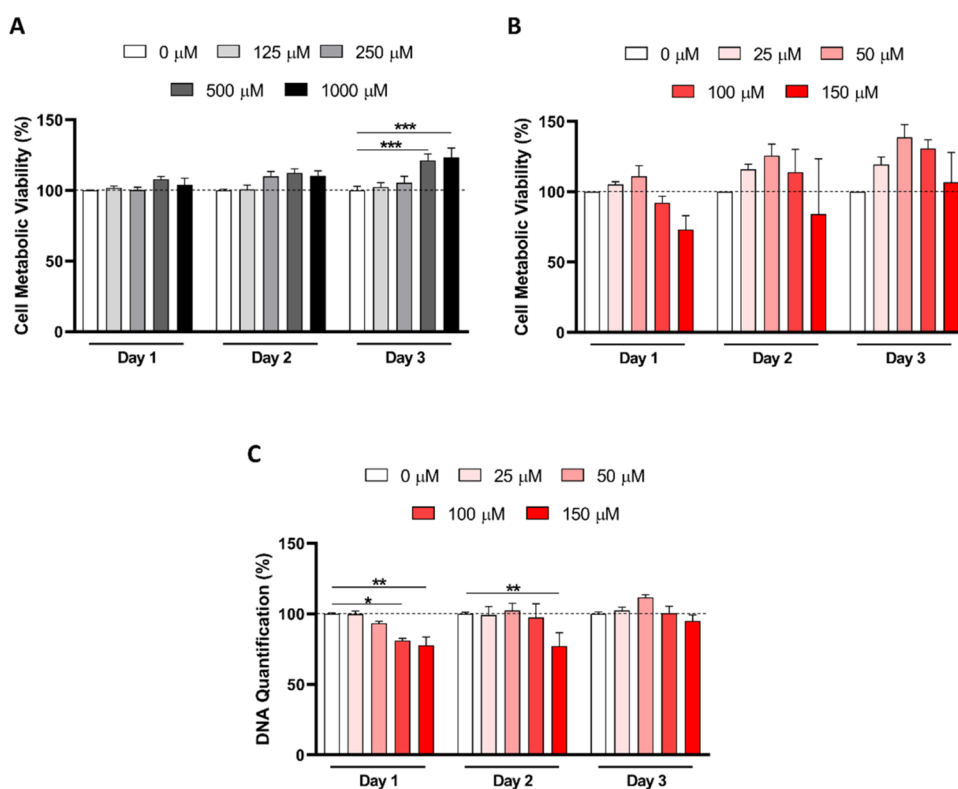 A
0 μM 125 μM 250 μM
500 μM 1000 μM
Cell Metabolic Viability (%)
150
100
50
0
*** 
***
Day 1 Day 2 Day 3
B
0 μM 25 μM 50 μM
100 μM 150 μM
Cell Metabolic Viability (%)
150
100
50
0
Day 1 Day 2 Day 3
C
0 μM 25 μM 50 μM
100 μM 150 μM
DNA Quantification (%)
150
100
50
0
** **
*
Day 1 Day 2 Day 3